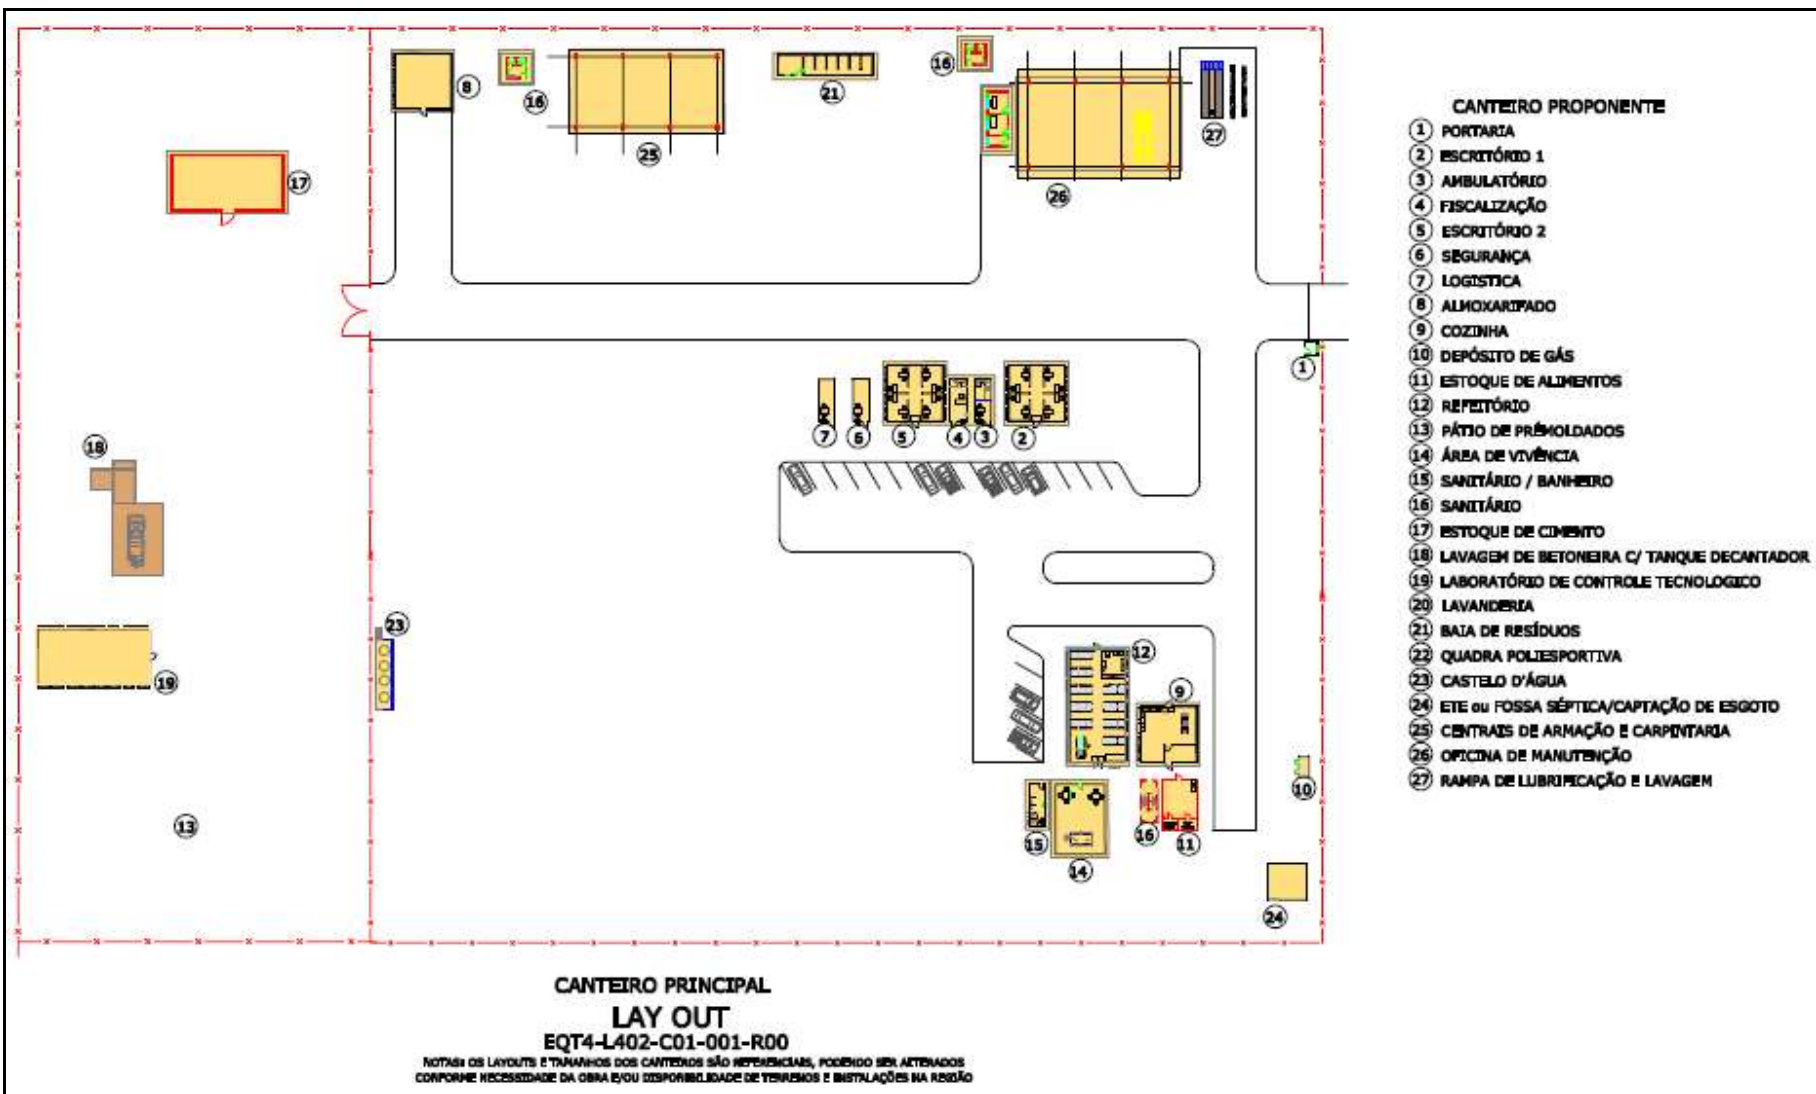 8
16
25
21
16
26
27
17
1
7
6
5
4
3
2
18
19
23
12
9
10
13
15
14
16
11
24
CANTEIRO PROPONENTE
1 PORTARIA
2 ESCRITÓRIO 1
3 AMBULATÓRIO
4 FISCALIZAÇÃO
5 ESCRITÓRIO 2
6 SEGURANÇA
7 LOGISTICA
8 ALMOXARIFADO
9 COZINHA
10 DEPÓSITO DE GÁS
11 ESTOQUE DE ALIMENTOS
12 REFEITÓRIO
13 PÁTIO DE PRÉMOLDADOS
14 ÁREA DE VIVÊNCIA
15 SANITÁRIO / BANHEIRO
16 SANITÁRIO
17 ESTOQUE DE CIMENTO
18 LAVAGEM DE BETONEIRA C/ TANQUE DECANTADOR
19 LABORATÓRIO DE CONTROLE TECNOLOGICO
20 LAVANDERIA
21 BAIA DE RESÍDUOS
22 QUADRA POLIESPORTIVA
23 CASTELO D'ÁGUA
24 ETE ou FOSSA SÉPTICA/CAPTAÇÃO DE ESGOTO
25 CENTRAIS DE ARMAÇÃO E CARPINTARIA
26 OFICINA DE MANUTENÇÃO
27 RAMPA DE LUBRIFICAÇÃO E LAVAGEM
CANTEIRO PRINCIPAL
LAY OUT
EQT4-L402-C01-001-R00
NOTAS: OS LAYOUTS E TAMANHOS DOS CANTEIROS SÃO REFERENCIAIS, PODENDO SER ALTERADOS
CONFORME NECESSIDADE DA OBRA E/OU DISPONIBILIDADE DE TERRENOS E INSTALAÇÕES NA REGIÃO